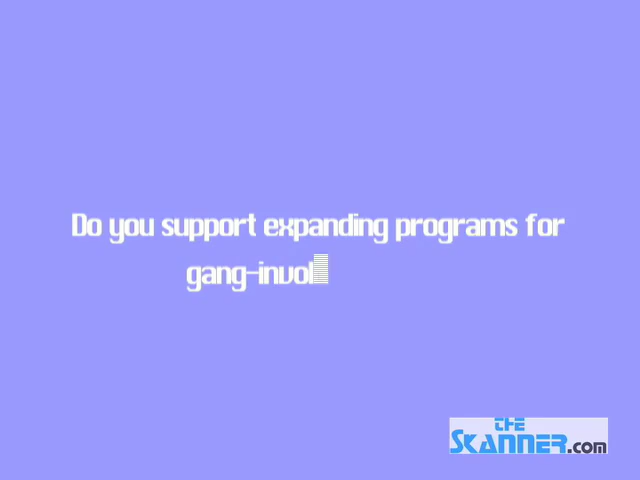 Do you support expanding programs for
gang-invol
THE
SKANNER.com